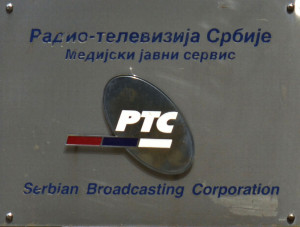 Радио-телевизија Србије
Медијски јавни сервис
РТС
Serbian Broadcasting Corporation